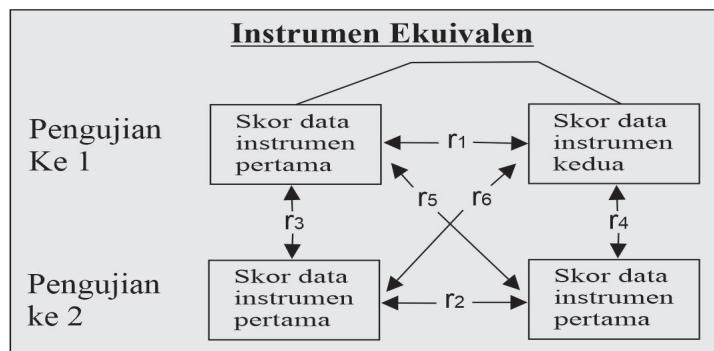 Instrumen Ekuivalen
Pengujian
Ke 1
Skor data
instrumen
pertama
r1
Skor data
instrumen
kedua
r3
r5
r6
r4
Pengujian
ke 2
Skor data
instrumen
pertama
r2
Skor data
instrumen
pertama